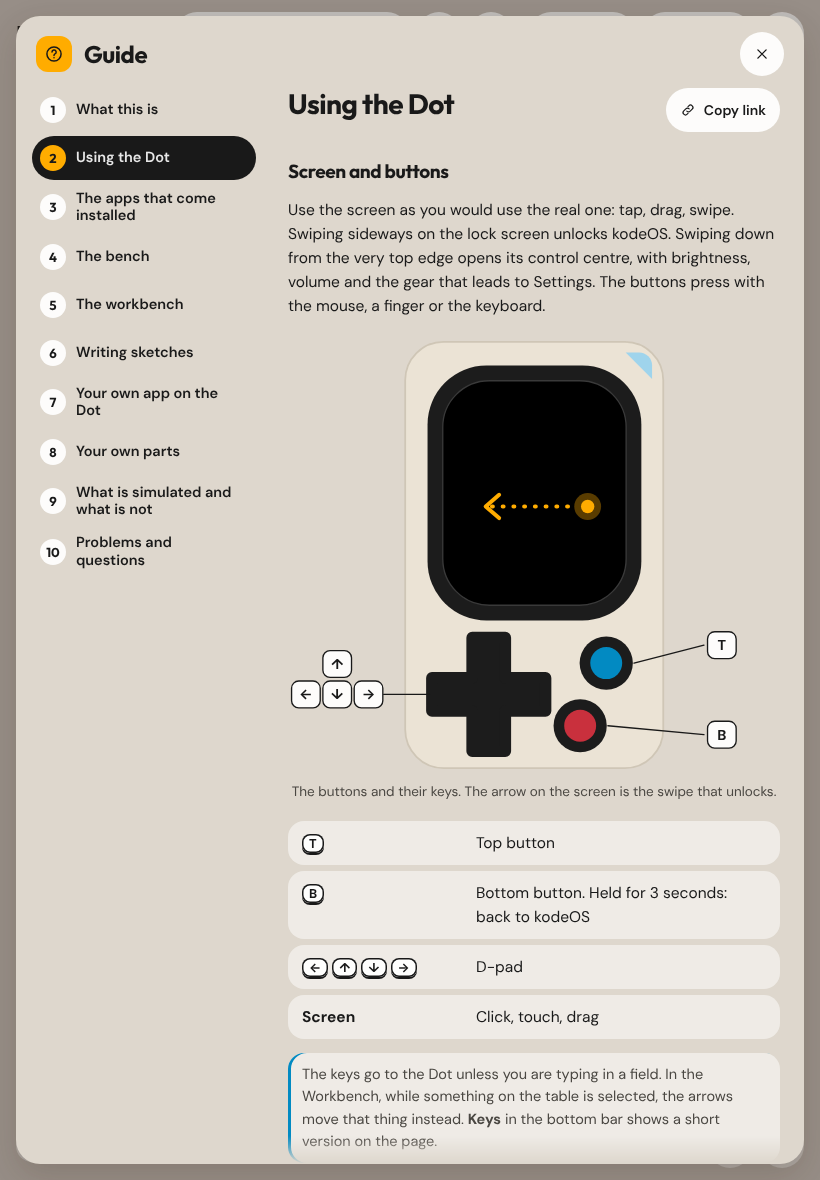 Guide
1 What this is
2 Using the Dot
3 The apps that come
installed
4 The bench
5 The workbench
6 Writing sketches
7 Your own app on the
Dot
8 Your own parts
9 What is simulated and
what is not
10 Problems and
questions
Using the Dot
Copy link
Screen and buttons
Use the screen as you would use the real one: tap, drag, swipe.
Swiping sideways on the lock screen unlocks kodeOS. Swiping down
from the very top edge opens its control centre, with brightness,
volume and the gear that leads to Settings. The buttons press with
the mouse, a finger or the keyboard.
T
↑
← ↓ →
B
The buttons and their keys. The arrow on the screen is the swipe that unlocks.
T Top button
B Bottom button. Held for 3 seconds:
back to kodeOS
← ↑ ↓ → D-pad
Screen Click, touch, drag
The keys go to the Dot unless you are typing in a field. In the
Workbench, while something on the table is selected, the arrows
move that thing instead. Keys in the bottom bar shows a short
version on the page.